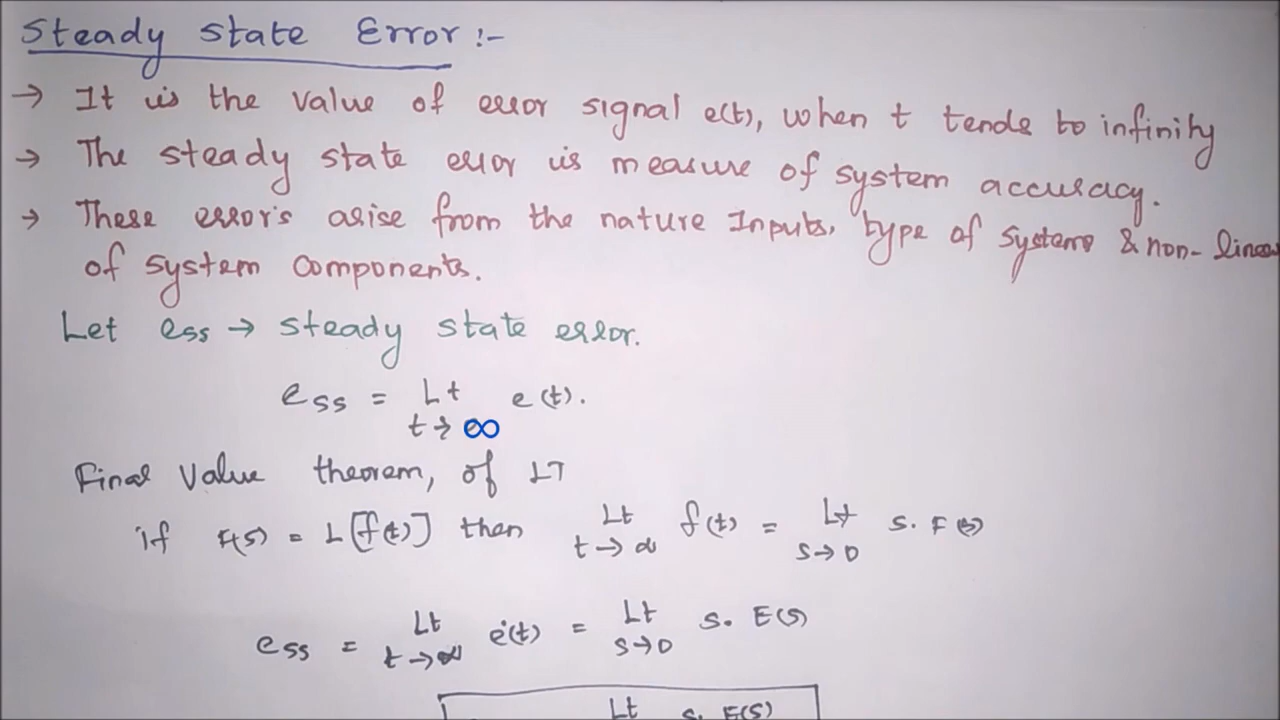 Steady state Error :-
→ It is the value of error signal e(t), when t tends to infinity
→ The steady state error is measure of system accuracy.
→ These error's arise from the nature Inputs, type of systems & non-linea
of system components.
Let ess → steady state error.
ess = Lt e(t).
t→∞
Final Value theorem, of LT
if F(s) = L[f(t)] then Lt f(t) = Lt s. F(s)
t→∞ s→0
ess = Lt e(t) = Lt s. E(s)
t→∞ s→0
Lt s. E(s)